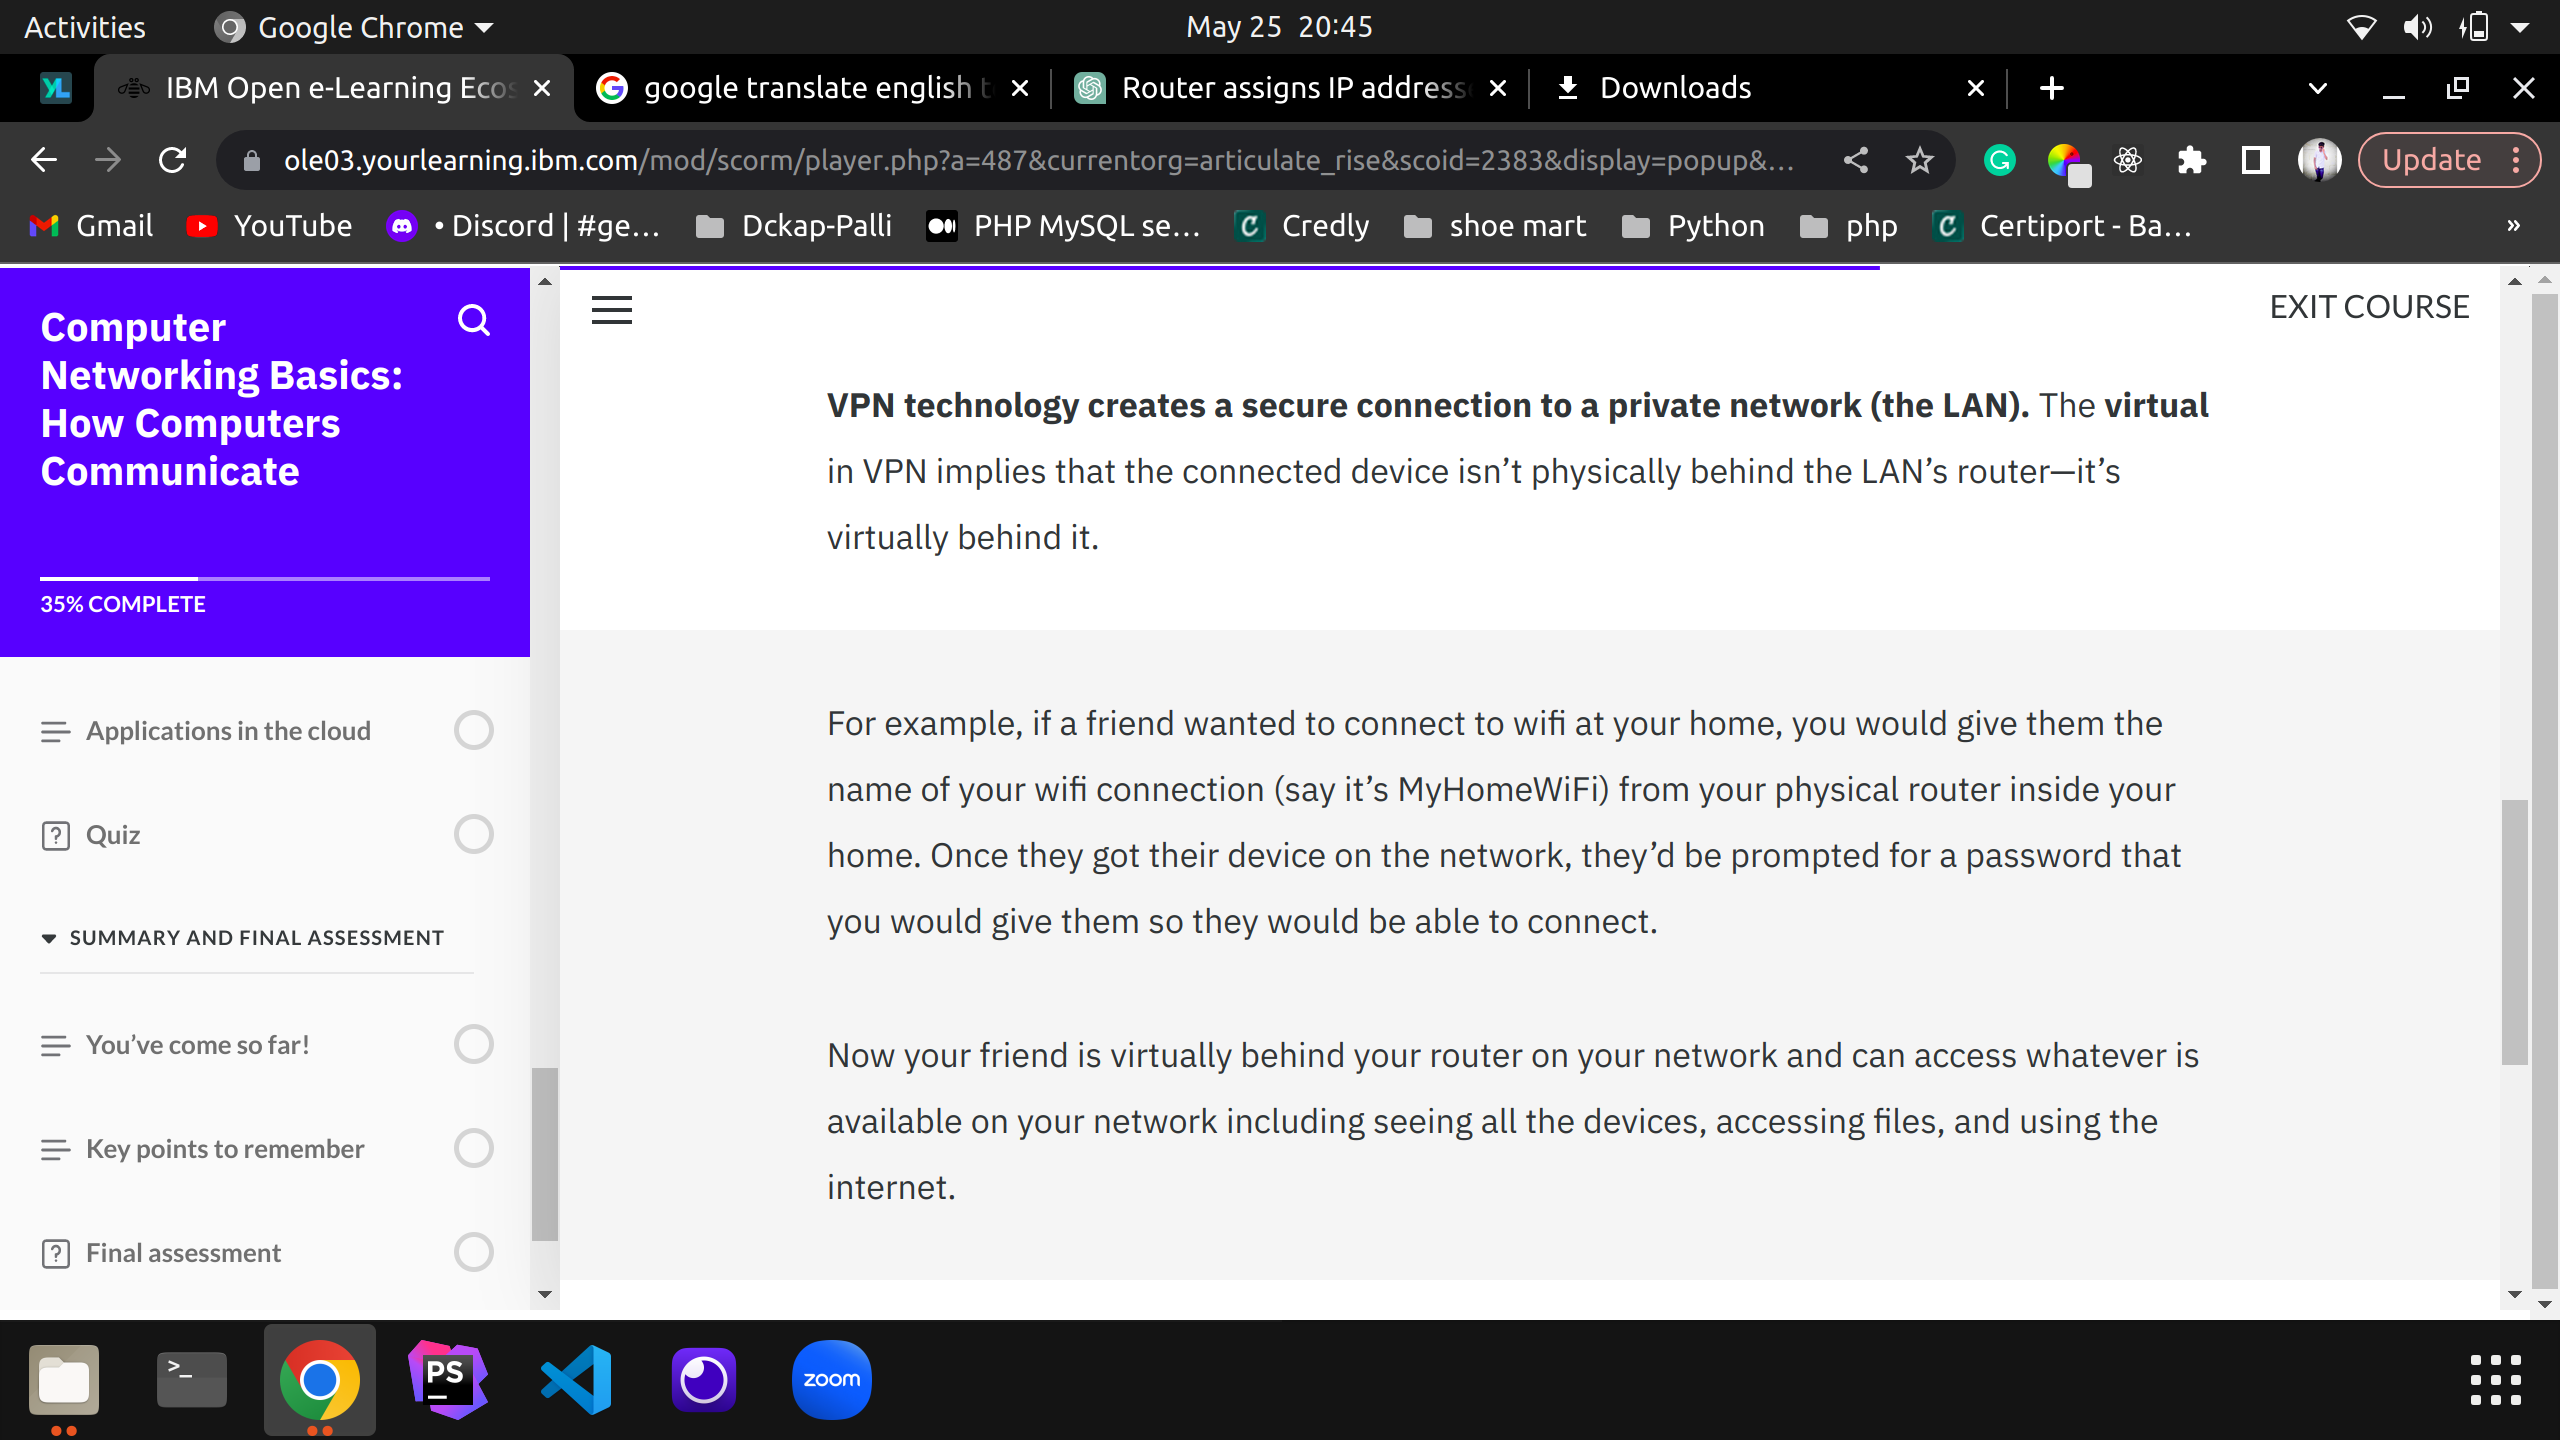 Activities
Google Chrome
May 25 20:45
IBM Open e-Learning Ecos
google translate english t
Router assigns IP addresse
Downloads
ole03.yourlearning.ibm.com/mod/scorm/player.php?a=487&currentorg=articulate_rise&scoid=2383&display=popup&...
Update
Gmail
YouTube
• Discord | #ge...
Dckap-Palli
PHP MySQL se...
Credly
shoe mart
Python
php
Certiport - Ba...
»
Computer
Networking Basics:
How Computers
Communicate
35% COMPLETE
Applications in the cloud
Quiz
SUMMARY AND FINAL ASSESSMENT
You’ve come so far!
Key points to remember
Final assessment
EXIT COURSE
VPN technology creates a secure connection to a private network (the LAN). The virtual
in VPN implies that the connected device isn’t physically behind the LAN’s router—it’s
virtually behind it.
For example, if a friend wanted to connect to wifi at your home, you would give them the
name of your wifi connection (say it’s MyHomeWiFi) from your physical router inside your
home. Once they got their device on the network, they’d be prompted for a password that
you would give them so they would be able to connect.
Now your friend is virtually behind your router on your network and can access whatever is
available on your network including seeing all the devices, accessing files, and using the
internet.
PS
zoom